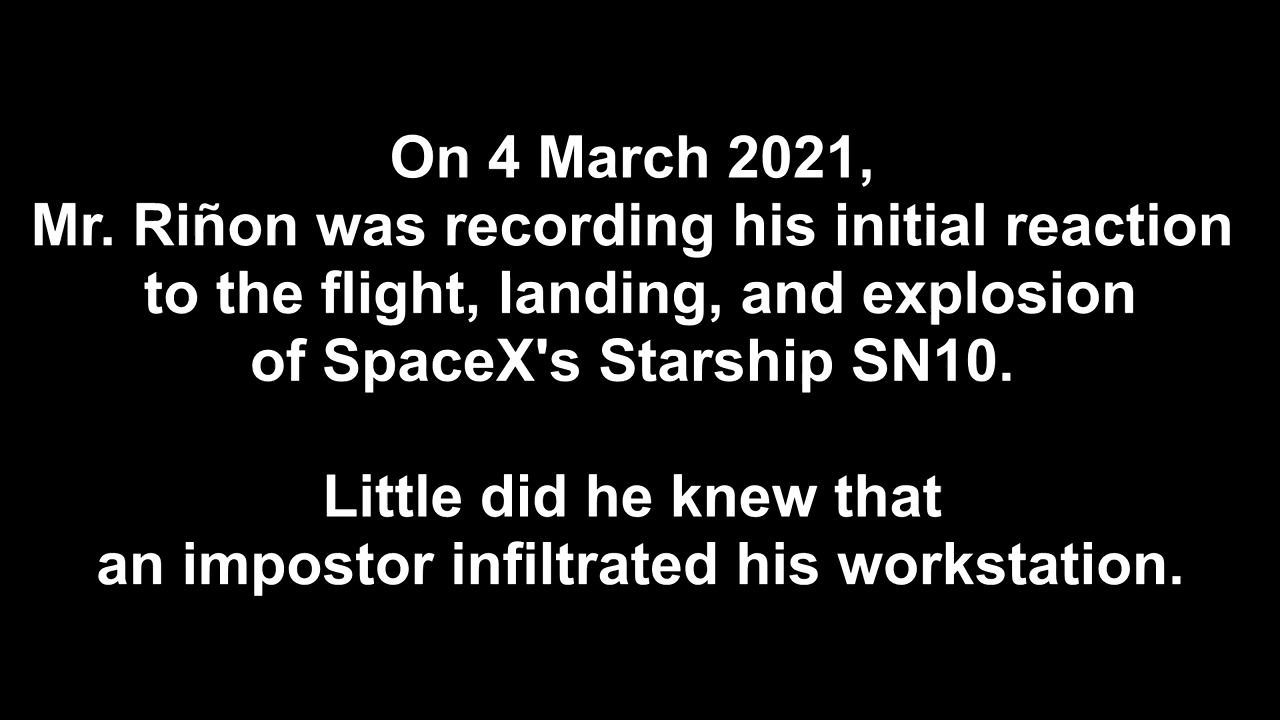 On 4 March 2021,
Mr. Riñon was recording his initial reaction
to the flight, landing, and explosion
of SpaceX's Starship SN10.
Little did he knew that
an impostor infiltrated his workstation.